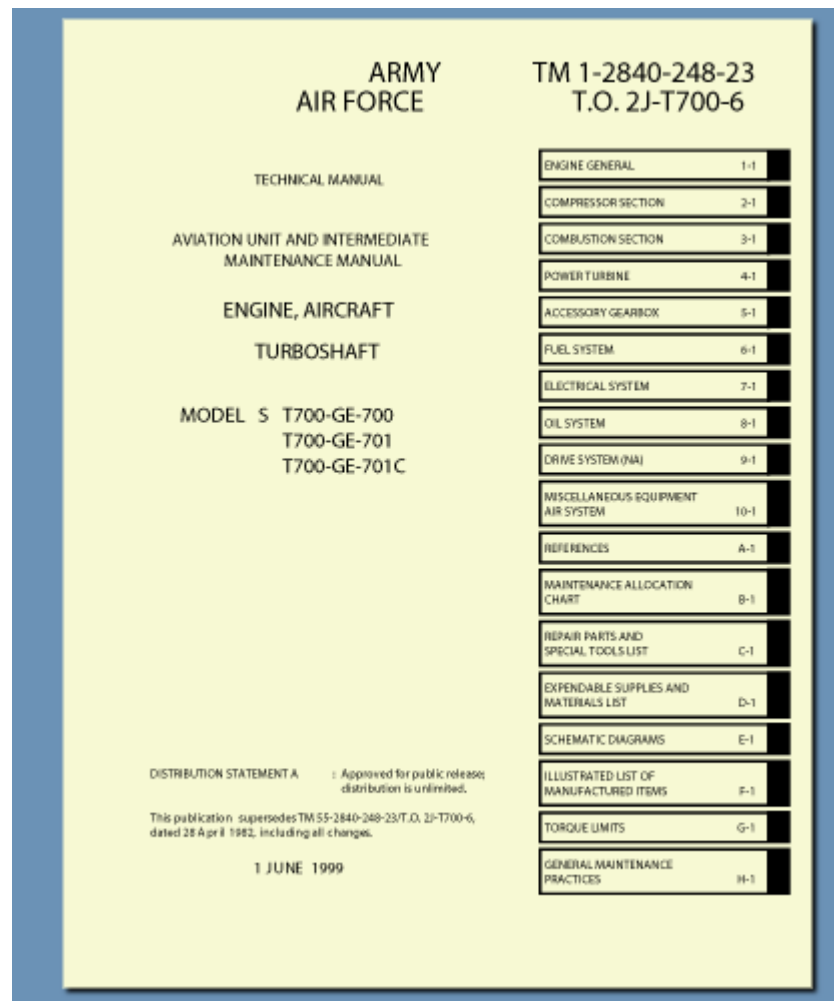 ARMY TM 1-2840-248-23
AIR FORCE T.O. 2J-T700-6
TECHNICAL MANUAL
AVIATION UNIT AND INTERMEDIATE
MAINTENANCE MANUAL
ENGINE, AIRCRAFT
TURBOSHAFT
MODEL S T700-GE-700
T700-GE-701
T700-GE-701C
DISTRIBUTION STATEMENT A : Approved for public release;
distribution is unlimited.
This publication supersedes TM 55-2840-248-23/T.O. 2J-T700-6,
dated 28 April 1982, including all changes.
1 JUNE 1999
ENGINE GENERAL 1-1
COMPRESSOR SECTION 2-1
COMBUSTION SECTION 3-1
POWER TURBINE 4-1
ACCESSORY GEARBOX 5-1
FUEL SYSTEM 6-1
ELECTRICAL SYSTEM 7-1
OIL SYSTEM 8-1
DRIVE SYSTEM (NA) 9-1
MISCELLANEOUS EQUIPMENT
AIR SYSTEM 10-1
REFERENCES A-1
MAINTENANCE ALLOCATION
CHART B-1
REPAIR PARTS AND
SPECIAL TOOLS LIST C-1
EXPENDABLE SUPPLIES AND
MATERIALS LIST D-1
SCHEMATIC DIAGRAMS E-1
ILLUSTRATED LIST OF
MANUFACTURED ITEMS F-1
TORQUE LIMITS G-1
GENERAL MAINTENANCE
PRACTICES H-1